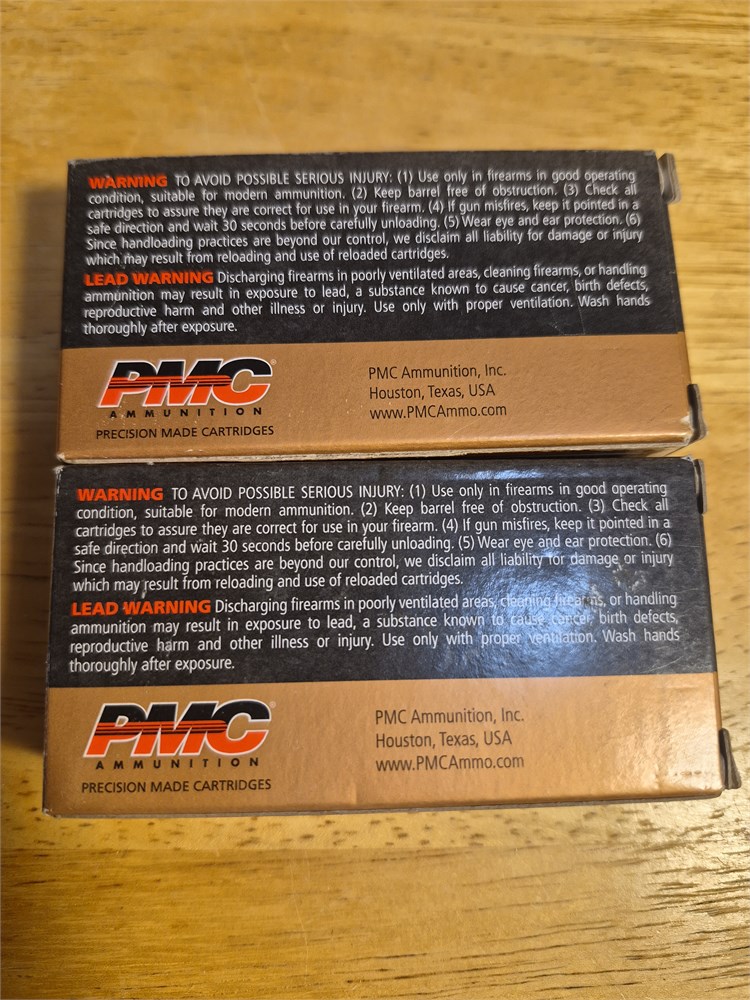 WARNING TO AVOID POSSIBLE SERIOUS INJURY: (1) Use only in firearms in good operating
condition, suitable for modern ammunition. (2) Keep barrel free of obstruction. (3) Check all
cartridges to assure they are correct for use in your firearm. (4) If gun misfires, keep it pointed in a
safe direction and wait 30 seconds before carefully unloading. (5) Wear eye and ear protection. (6)
Since handloading practices are beyond our control, we disclaim all liability for damage or injury
which may result from reloading and use of reloaded cartridges.
LEAD WARNING Discharging firearms in poorly ventilated areas, cleaning firearms, or handling
ammunition may result in exposure to lead, a substance known to cause cancer, birth defects,
reproductive harm and other illness or injury. Use only with proper ventilation. Wash hands
thoroughly after exposure.
PMC
AMMUNITION
PRECISION MADE CARTRIDGES
PMC Ammunition, Inc.
Houston, Texas, USA
www.PMCAmmo.com
WARNING TO AVOID POSSIBLE SERIOUS INJURY: (1) Use only in firearms in good operating
condition, suitable for modern ammunition. (2) Keep barrel free of obstruction. (3) Check all
cartridges to assure they are correct for use in your firearm. (4) If gun misfires, keep it pointed in a
safe direction and wait 30 seconds before carefully unloading. (5) Wear eye and ear protection. (6)
Since handloading practices are beyond our control, we disclaim all liability for damage or injury
which may result from reloading and use of reloaded cartridges.
LEAD WARNING Discharging firearms in poorly ventilated areas, cleaning firearms, or handling
ammunition may result in exposure to lead, a substance known to cause cancer, birth defects,
reproductive harm and other illness or injury. Use only with proper ventilation. Wash hands
thoroughly after exposure.
PMC
AMMUNITION
PRECISION MADE CARTRIDGES
PMC Ammunition, Inc.
Houston, Texas, USA
www.PMCAmmo.com